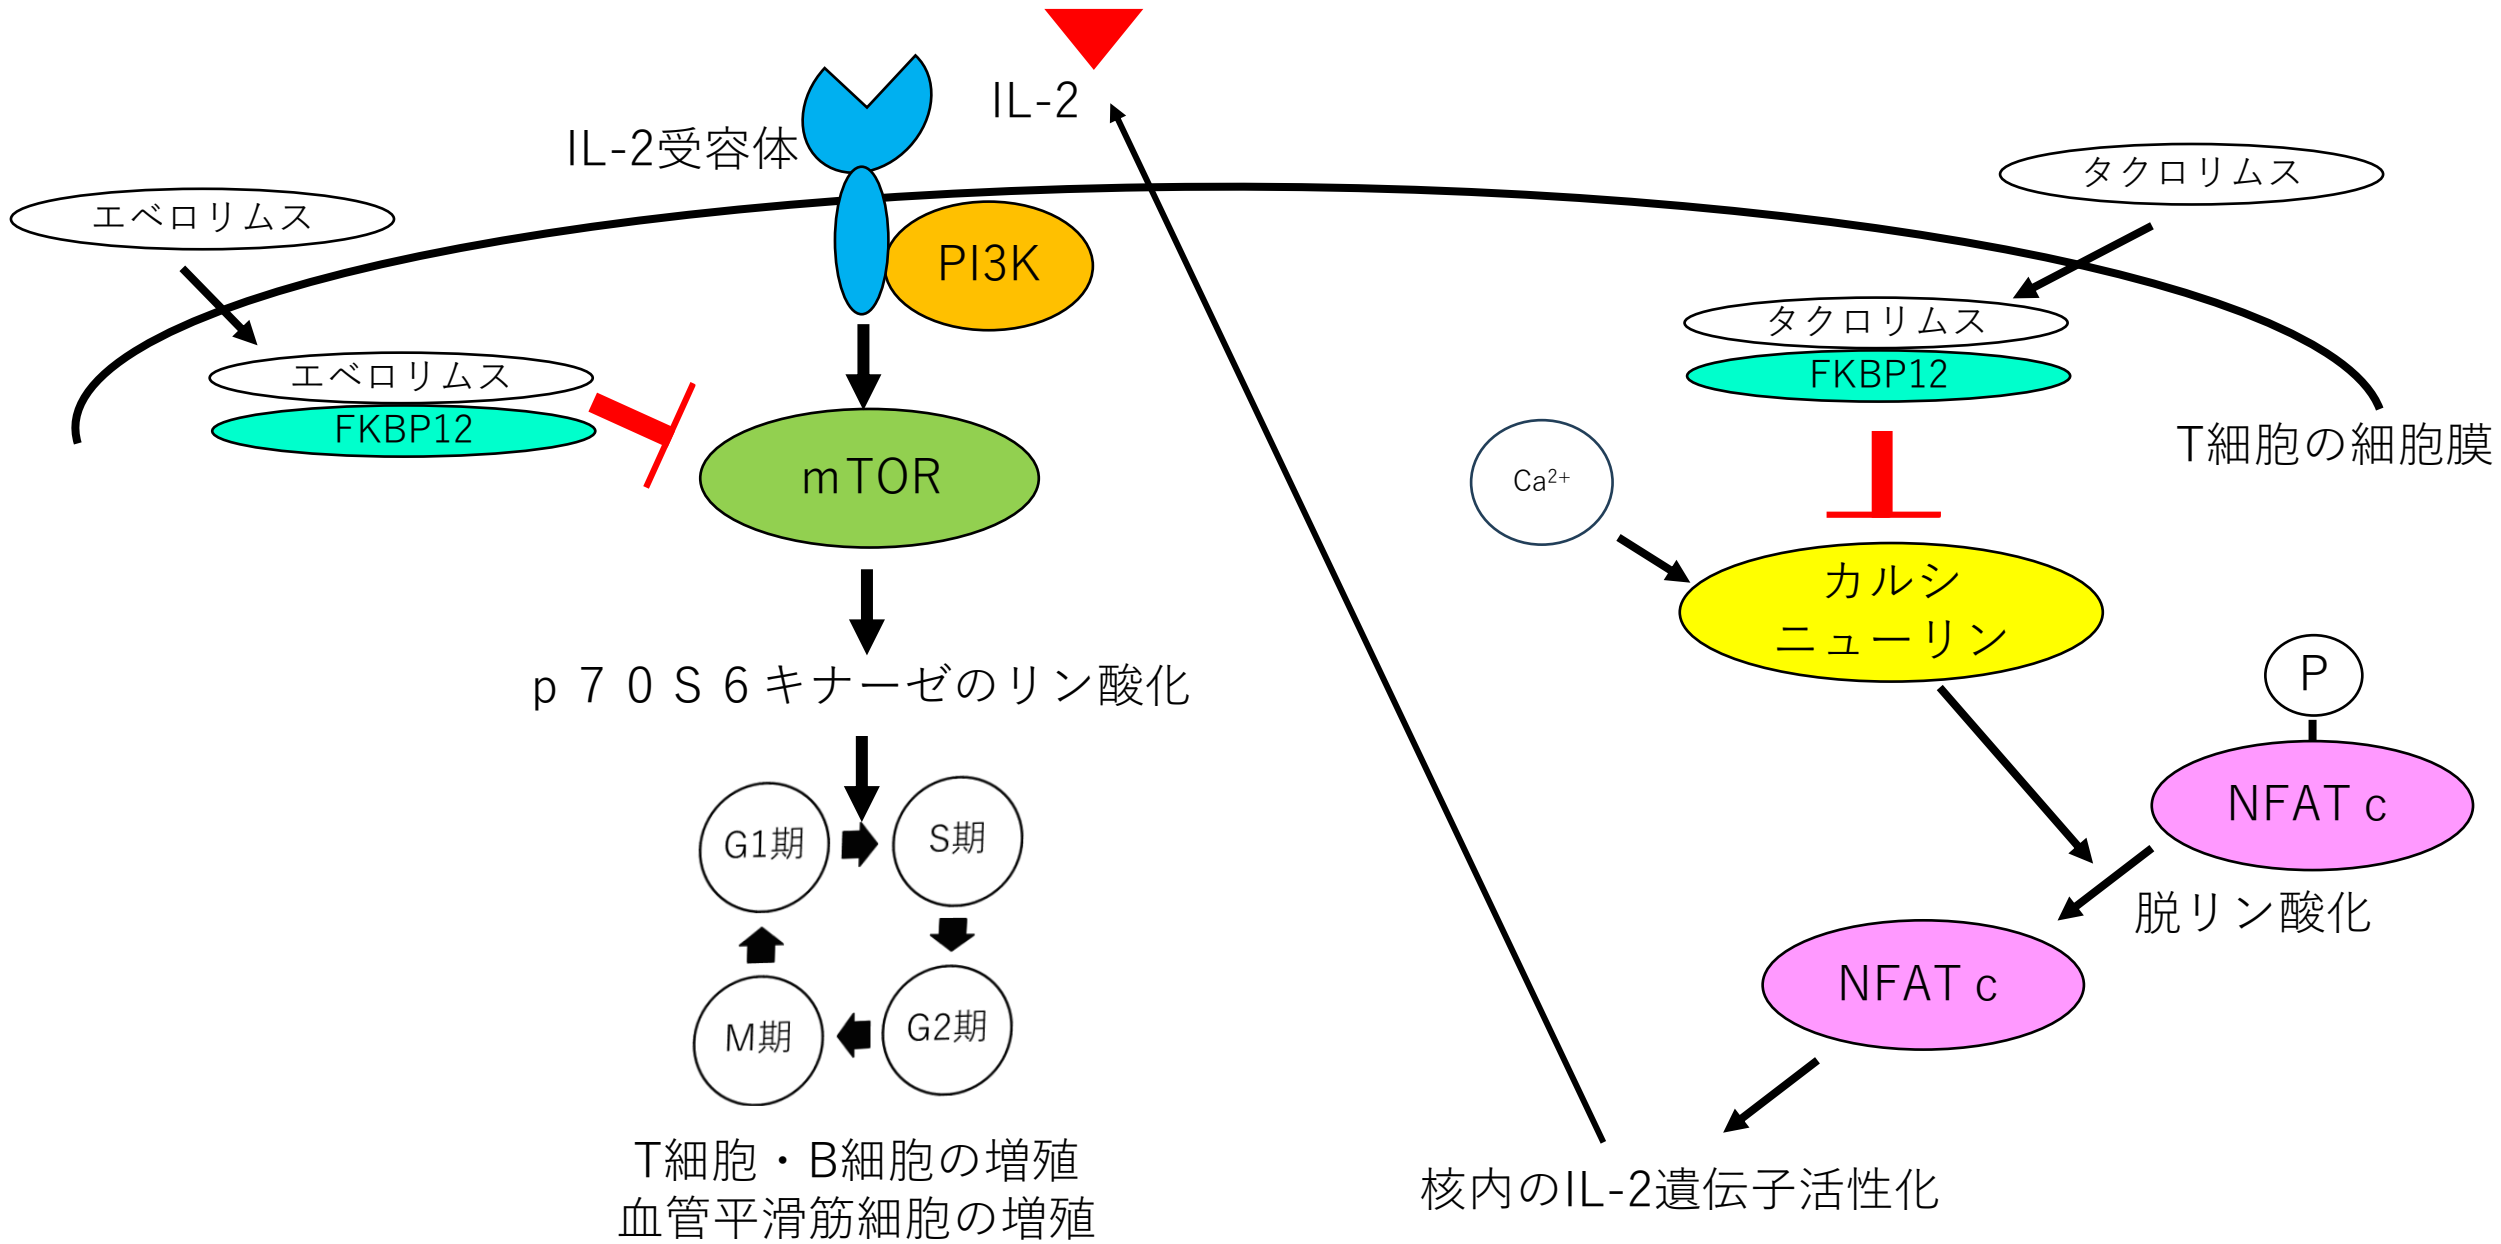 IL-2
IL-2受容体
タクロリムス
エベロリムス
PI3K
タクロリムス
FKBP12
エベロリムス
FKBP12
T細胞の細胞膜
mTOR
Ca²⁺
カルシ
ニューリン
P
ｐ７０Ｓ６キナーゼのリン酸化
NFATｃ
G1期
S期
脱リン酸化
NFATｃ
M期
G2期
T細胞・B細胞の増殖
血管平滑筋細胞の増殖
核内のIL-2遺伝子活性化